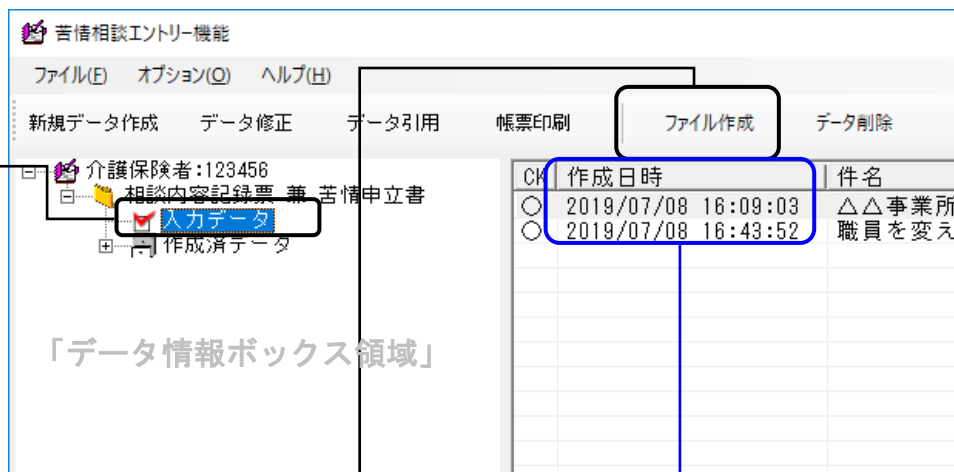 苦情相談エントリー機能
ファイル(F) オプション(O) ヘルプ(H)
新規データ作成 データ修正 データ引用 帳票印刷 ファイル作成 データ削除
介護保険者:123456
相談内容記録票 兼 苦情申立書
入力データ
作成済データ
CK 作成日時 件名
○ 2019/07/08 16:09:03 △△事業所
○ 2019/07/08 16:43:52 職員を変え
「データ情報ボックス領域」